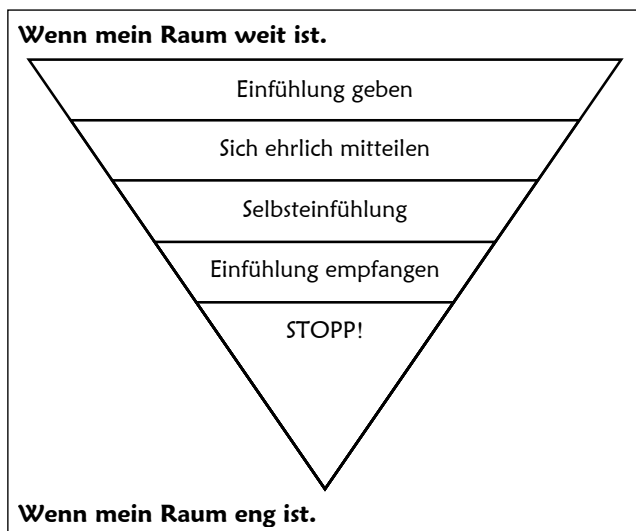 Wenn mein Raum weit ist.
Einfühlung geben
Sich ehrlich mitteilen
Selbsteinfühlung
Einfühlung empfangen
STOPP!
Wenn mein Raum eng ist.